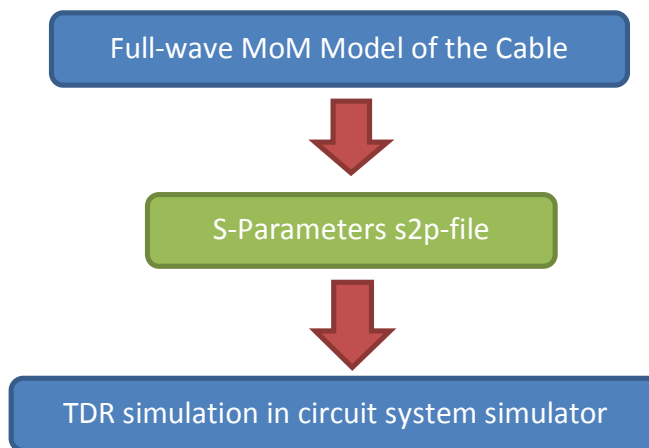 Full-wave MoM Model of the Cable
S-Parameters s2p-file
TDR simulation in circuit system simulator